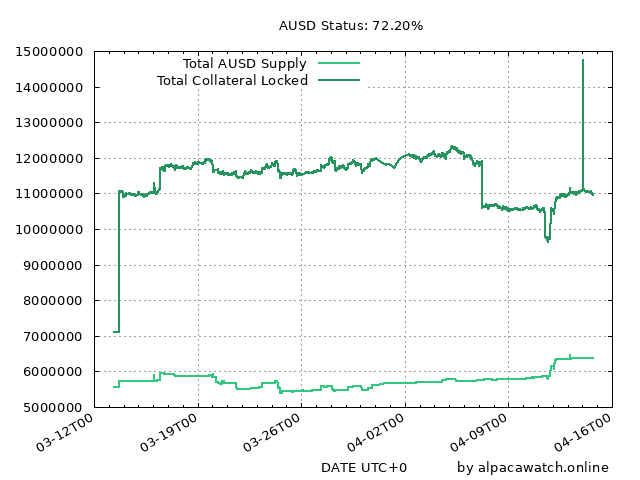 AUSD Status: 72.20%
15000000
14000000
13000000
12000000
11000000
10000000
9000000
8000000
7000000
6000000
5000000
Total AUSD Supply
Total Collateral Locked
03-12T00
03-19T00
03-26T00
04-02T00
04-09T00
04-16T00
DATE UTC+0
by alpacawatch.online